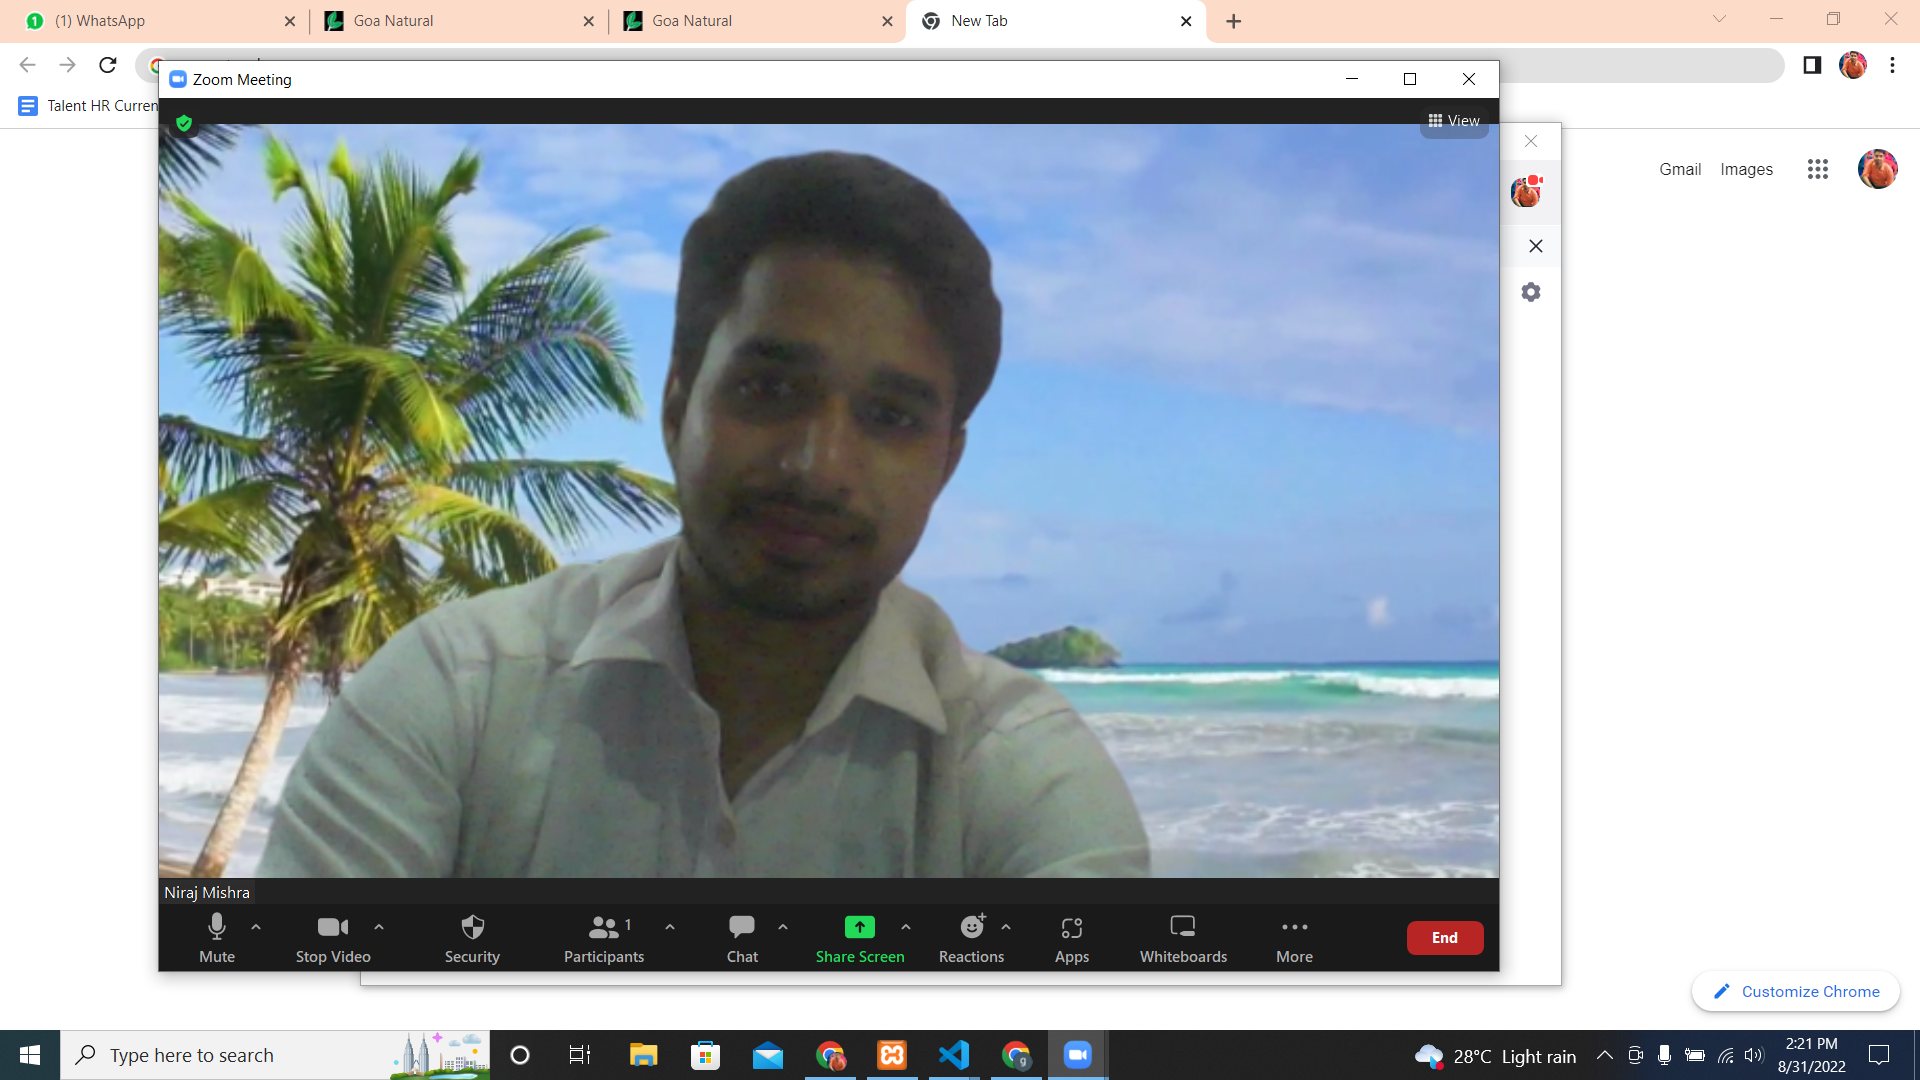 (1) WhatsApp
Goa Natural
Goa Natural
New Tab
Talent HR Curren
Zoom Meeting
View
Gmail Images
Niraj Mishra
1
Mute Stop Video Security Participants Chat Share Screen Reactions Apps Whiteboards More End
Customize Chrome
Type here to search
28°C Light rain
2:21 PM
8/31/2022